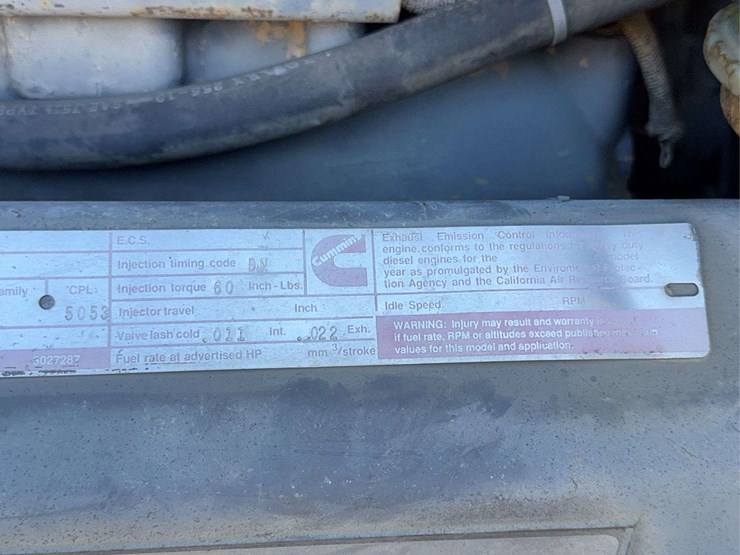 E.C.S.
Injection timing code
Injection torque 60 Inch - Lbs.
amily CPL:
5053 Injector travel Inch
Valve lash cold .011 Int. .022 Exh.
3027287 Fuel rate at advertised HP mm³/stroke
Cummins
Exhaust Emission Control
engine conforms to the regulations duty
diesel engines for the model
year as promulgated by the
tion Agency and the California Air Board.
Idle Speed RPM
WARNING: Injury may result and warranty
if fuel rate, RPM or altitudes exceed published
values for this model and application.